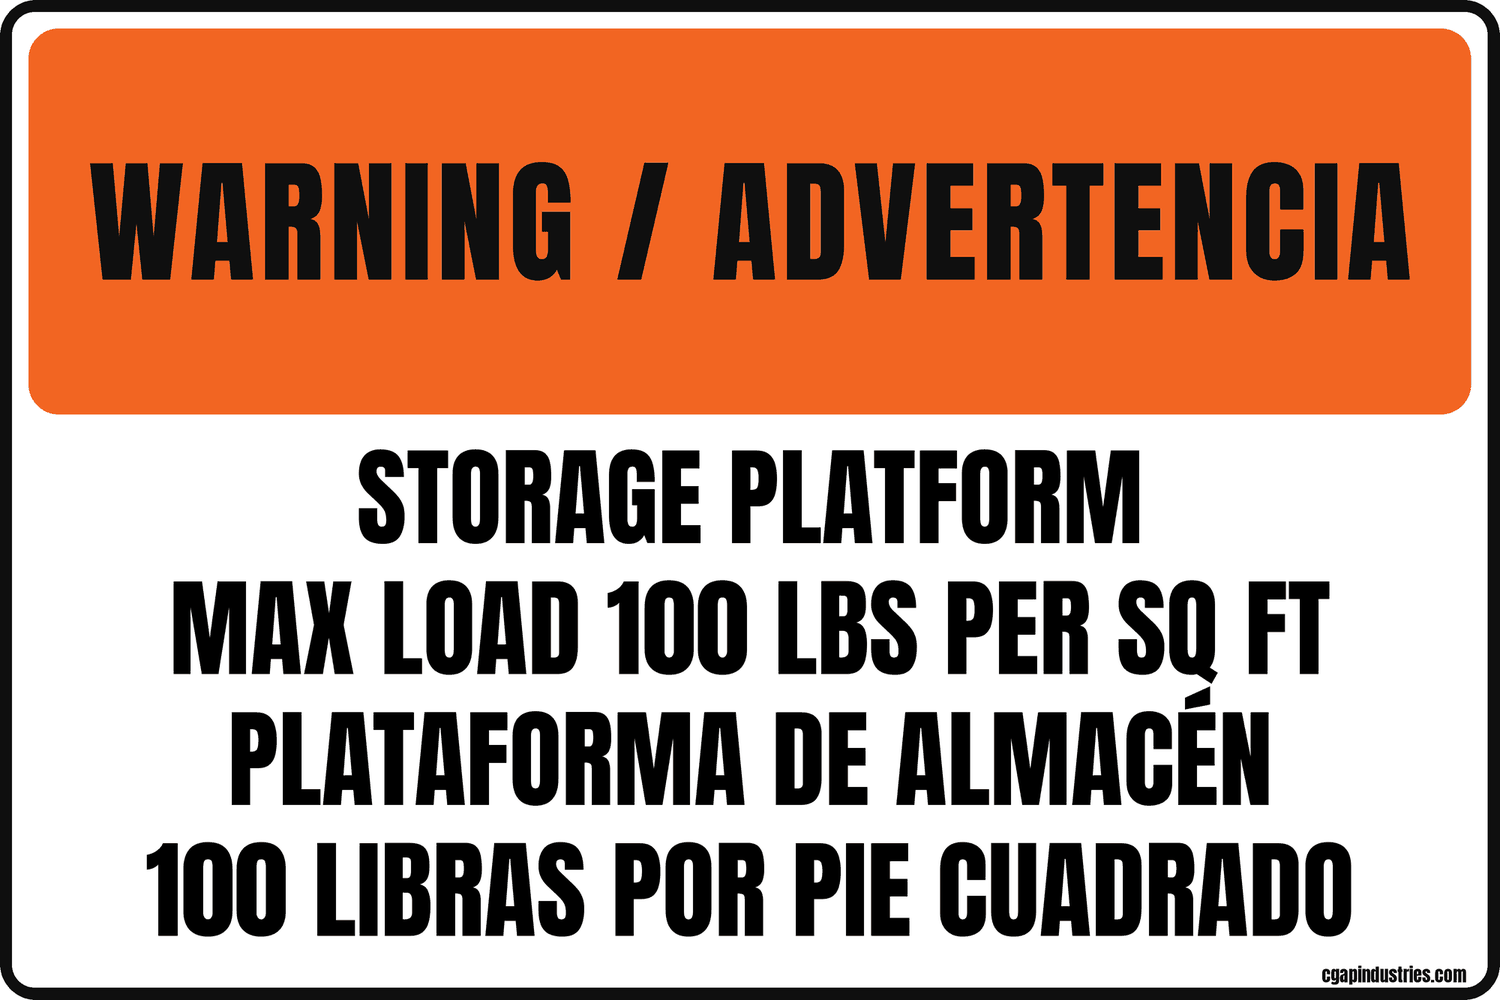 WARNING / ADVERTENCIA
STORAGE PLATFORM
MAX LOAD 100 LBS PER SQ FT
PLATAFORMA DE ALMACÉN
100 LIBRAS POR PIE CUADRADO
cgapindustries.com